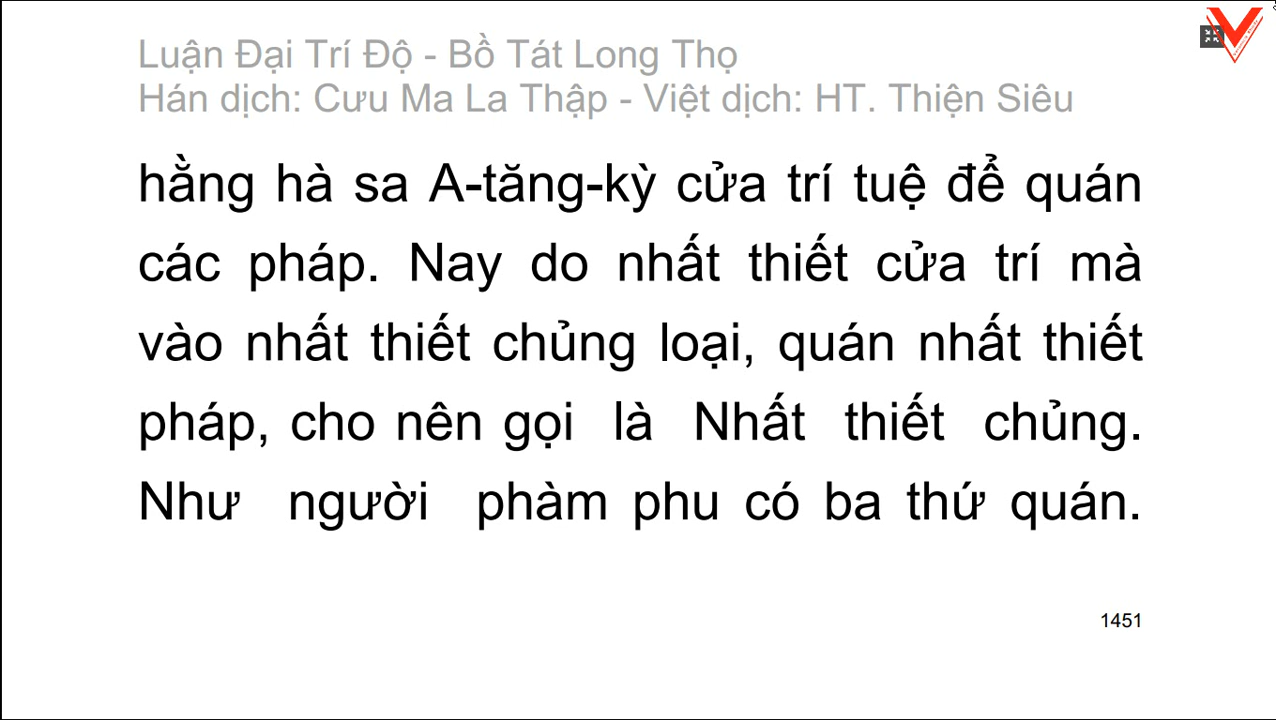 Luận Đại Trí Độ - Bồ Tát Long Thọ
Hán dịch: Cưu Ma La Thập - Việt dịch: HT. Thiện Siêu
hằng hà sa A-tăng-kỳ cửa trí tuệ để quán
các pháp. Nay do nhất thiết cửa trí mà
vào nhất thiết chủng loại, quán nhất thiết
pháp, cho nên gọi là Nhất thiết chủng.
Như người phàm phu có ba thứ quán.
1451